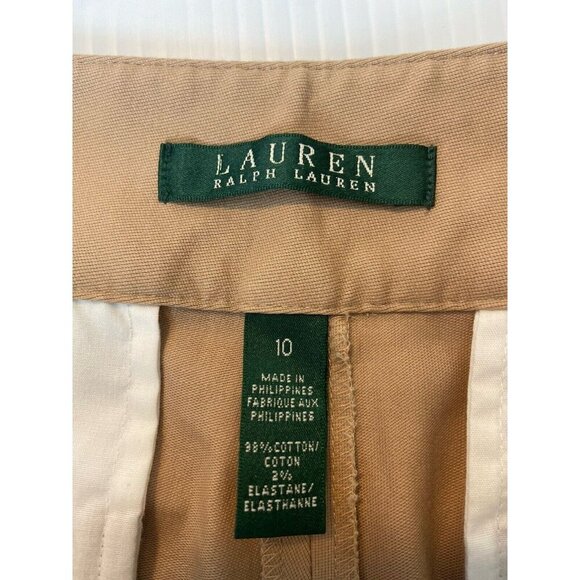 LAUREN
RALPH LAUREN
10
MADE IN
PHILIPPINES
FABRIQUE AUX
PHILIPPINES
98% COTTON/
COTON
2%
ELASTANE/
ELASTHANNE